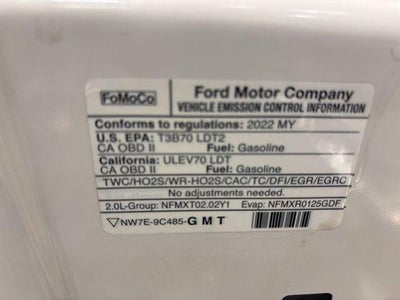 FoMoCo
Ford Motor Company
VEHICLE EMISSION CONTROL INFORMATION
Conforms to regulations: 2022 MY
U.S. EPA: T3B70 LDT2
CA OBD II Fuel: Gasoline
California: ULEV70 LDT
CA OBD II Fuel: Gasoline
TWC/HO2S/WR-HO2S/CAC/TC/DFI/EGR/EGRC
No adjustments needed.
2.0L-Group: NFMXT02.02Y1 Evap: NFMXR0125GDF
NW7E-9C485-GMT